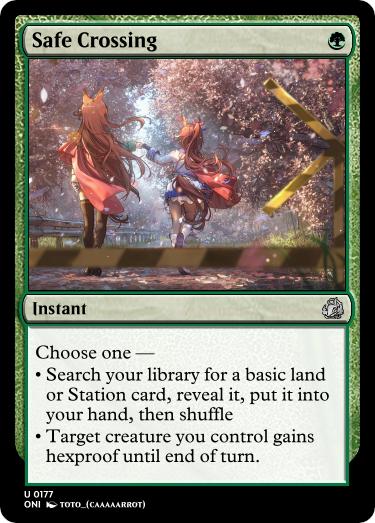 Safe Crossing
Instant
Choose one —
• Search your library for a basic land
or Station card, reveal it, put it into
your hand, then shuffle
• Target creature you control gains
hexproof until end of turn.
U 0177
ONI TOTO_(CAAAAARROT)